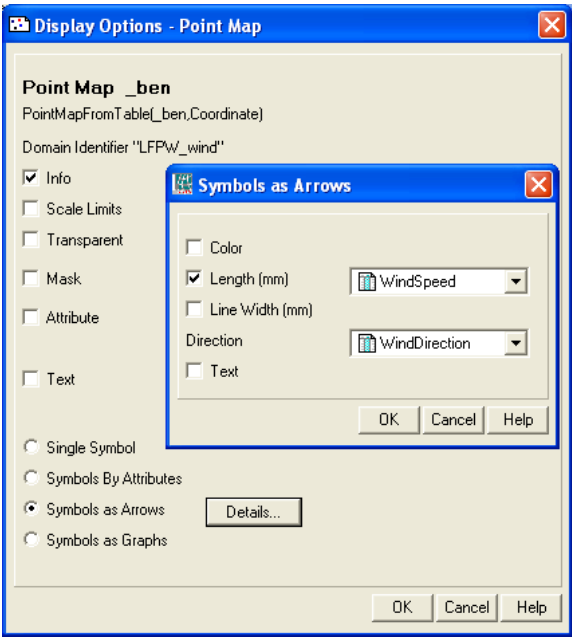 Display Options - Point Map
Point Map _ben
PointMapFromTable(_ben,Coordinate)
Domain Identifier "LFPW_wind"
Info
Scale Limits
Transparent
Mask
Attribute
Text
Single Symbol
Symbols By Attributes
Symbols as Arrows
Details...
Symbols as Graphs
OK Cancel Help
Symbols as Arrows
Color
Length (mm) WindSpeed
Line Width (mm)
Direction WindDirection
Text
OK Cancel Help